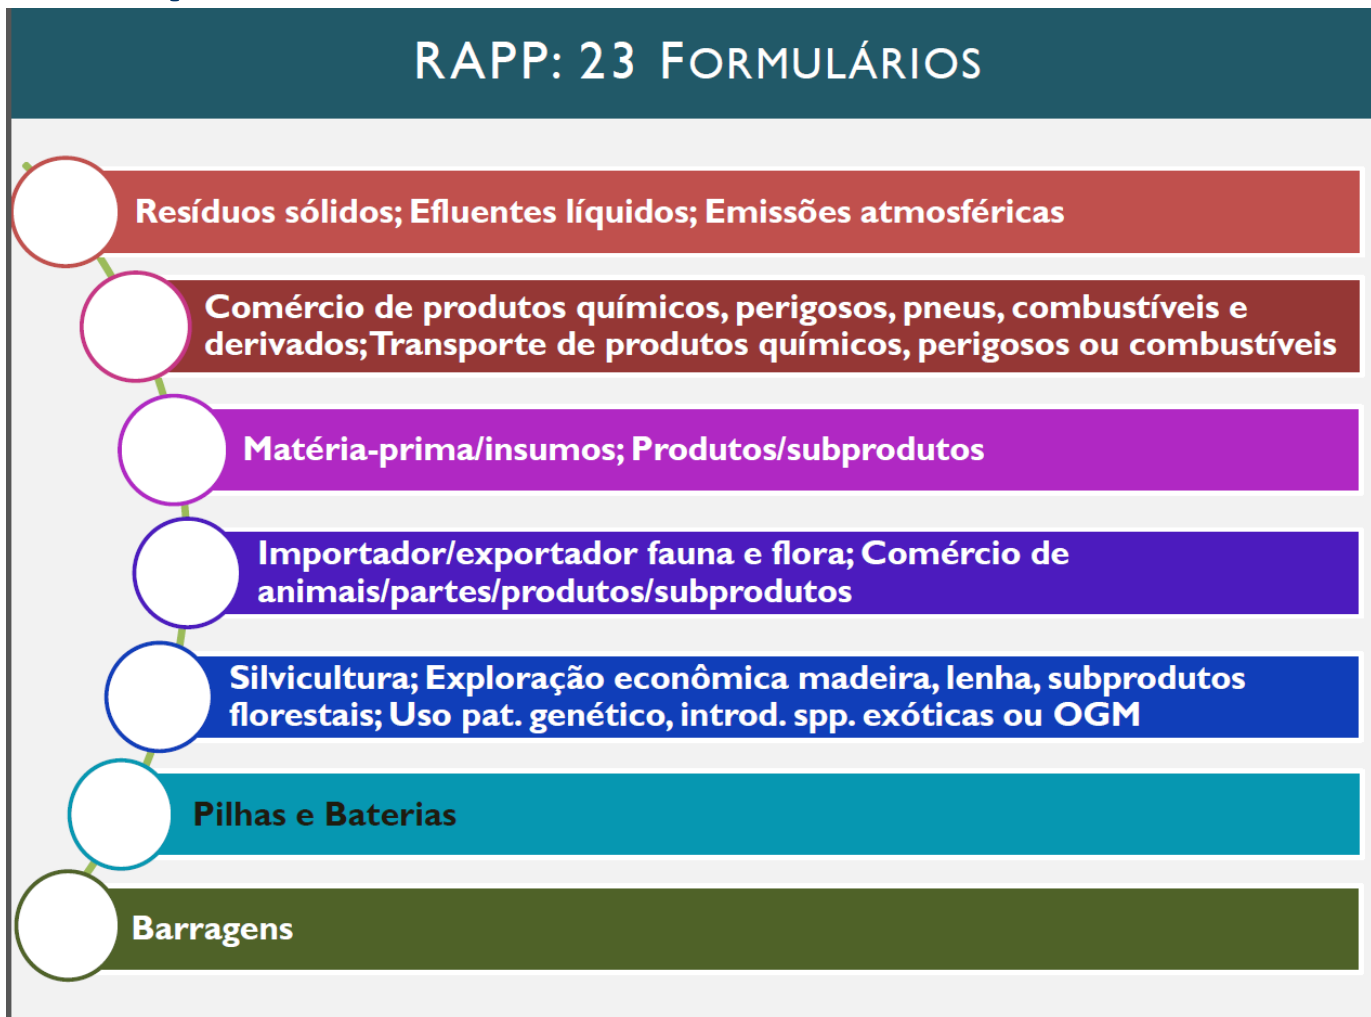 RAPP: 23 FORMULÁRIOS
Resíduos sólidos; Efluentes líquidos; Emissões atmosféricas
Comércio de produtos químicos, perigosos, pneus, combustíveis e
derivados; Transporte de produtos químicos, perigosos ou combustíveis
Matéria-prima/insumos; Produtos/subprodutos
Importador/exportador fauna e flora; Comércio de
animais/partes/produtos/subprodutos
Silvicultura; Exploração econômica madeira, lenha, subprodutos
florestais; Uso pat. genético, introd. spp. exóticas ou OGM
Pilhas e Baterias
Barragens